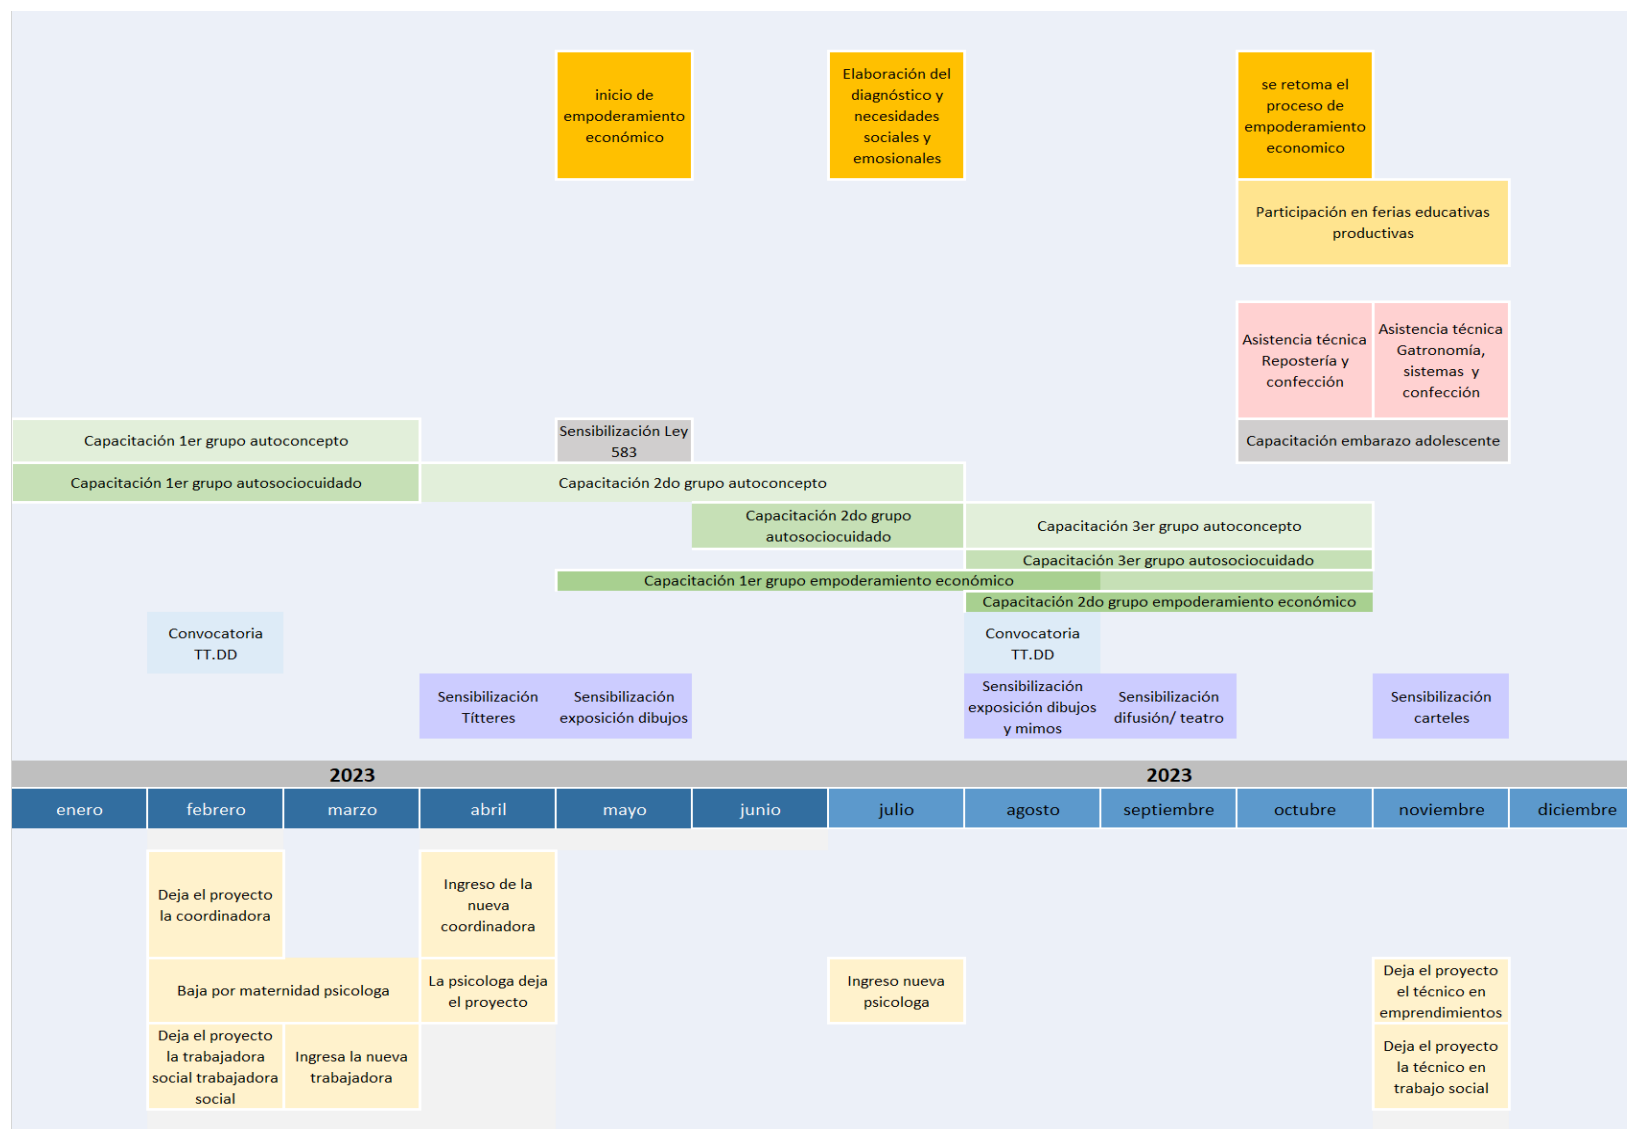 inicio de
empoderamiento
económico
Elaboración del
diagnóstico y
necesidades
sociales y
emosionales
se retoma el
proceso de
empoderamiento
economico
Participación en ferias educativas
productivas
Asistencia técnica
Repostería y
confección
Asistencia técnica
Gatronomía,
sistemas y
confección
Capacitación 1er grupo autoconcepto
Sensibilización Ley
583
Capacitación embarazo adolescente
Capacitación 1er grupo autosociocuidado
Capacitación 2do grupo autoconcepto
Capacitación 2do grupo
autosociocuidado
Capacitación 3er grupo autoconcepto
Capacitación 3er grupo autosociocuidado
Capacitación 1er grupo empoderamiento económico
Capacitación 2do grupo empoderamiento económico
Convocatoria
TT.DD
Convocatoria
TT.DD
Sensibilización
Títteres
Sensibilización
exposición dibujos
Sensibilización
exposición dibujos
y mimos
Sensibilización
difusión/ teatro
Sensibilización
carteles
2023
2023
enero
febrero
marzo
abril
mayo
junio
julio
agosto
septiembre
octubre
noviembre
diciembre
Deja el proyecto
la coordinadora
Ingreso de la
nueva
coordinadora
Baja por maternidad psicologa
La psicologa deja
el proyecto
Ingreso nueva
psicologa
Deja el proyecto
el técnico en
emprendimientos
Deja el proyecto
la trabajadora
social trabajadora
social
Ingresa la nueva
trabajadora
Deja el proyecto
la técnico en
trabajo social